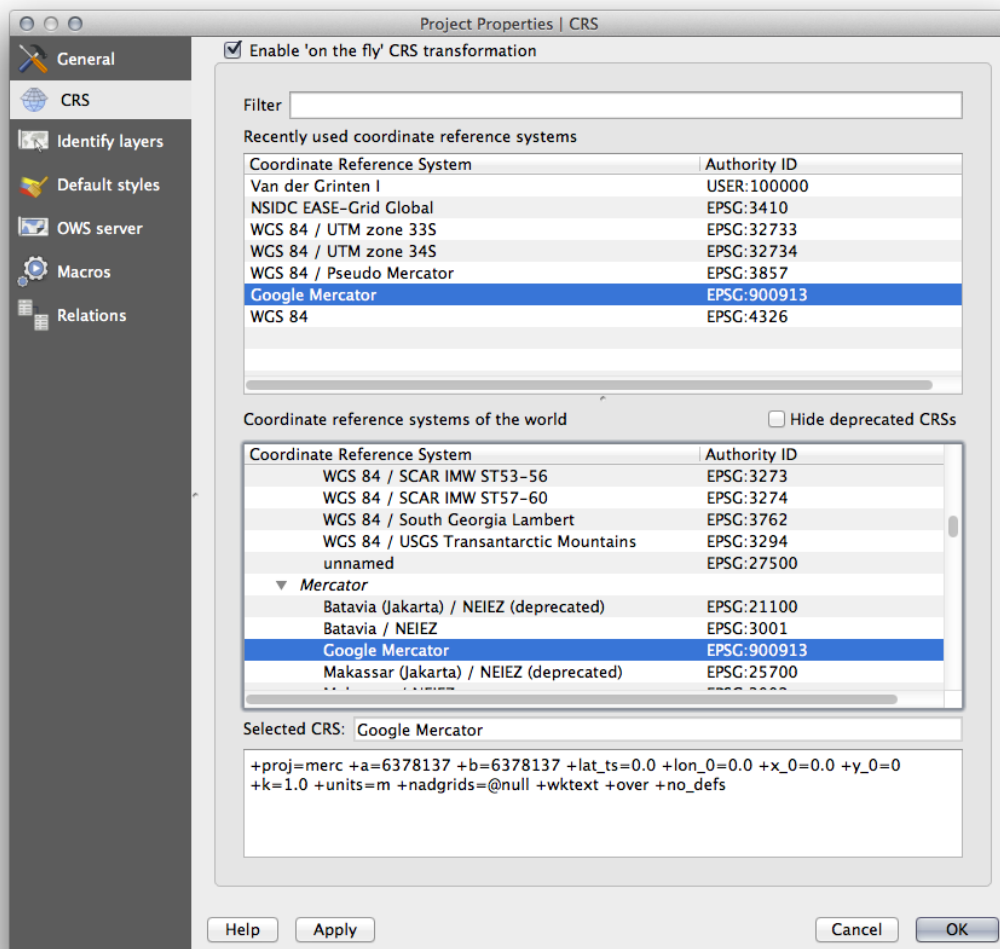 Project Properties | CRS
General
CRS
Identify layers
Default styles
OWS server
Macros
Relations
Enable 'on the fly' CRS transformation
Filter
Recently used coordinate reference systems
Coordinate Reference System Authority ID
Van der Grinten I USER:100000
NSIDC EASE-Grid Global EPSG:3410
WGS 84 / UTM zone 33S EPSG:32733
WGS 84 / UTM zone 34S EPSG:32734
WGS 84 / Pseudo Mercator EPSG:3857
Google Mercator EPSG:900913
WGS 84 EPSG:4326
Coordinate reference systems of the world Hide deprecated CRSs
Coordinate Reference System Authority ID
WGS 84 / SCAR IMW ST53-56 EPSG:3273
WGS 84 / SCAR IMW ST57-60 EPSG:3274
WGS 84 / South Georgia Lambert EPSG:3762
WGS 84 / USGS Transantarctic Mountains EPSG:3294
unnamed EPSG:27500
Mercator
Batavia (Jakarta) / NEIEZ (deprecated) EPSG:21100
Batavia / NEIEZ EPSG:3001
Google Mercator EPSG:900913
Makassar (Jakarta) / NEIEZ (deprecated) EPSG:25700
Selected CRS: Google Mercator
+proj=merc +a=6378137 +b=6378137 +lat_ts=0.0 +lon_0=0.0 +x_0=0.0 +y_0=0
+k=1.0 +units=m +nadgrids=@null +wktext +over +no_defs
Help Apply Cancel OK